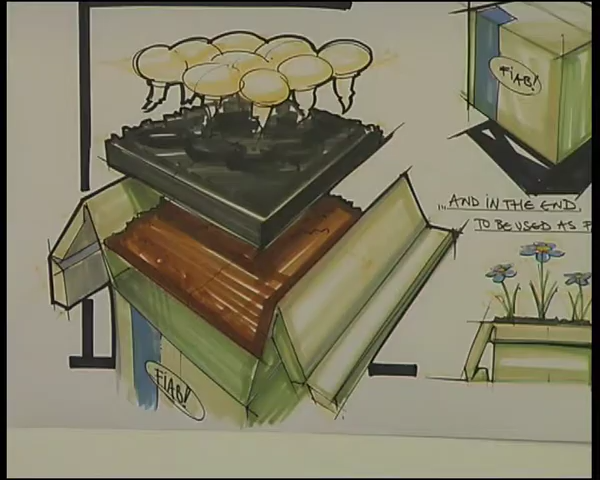 FiAB!
..AND iN THE END,
TO BE USED AS
FiAB!